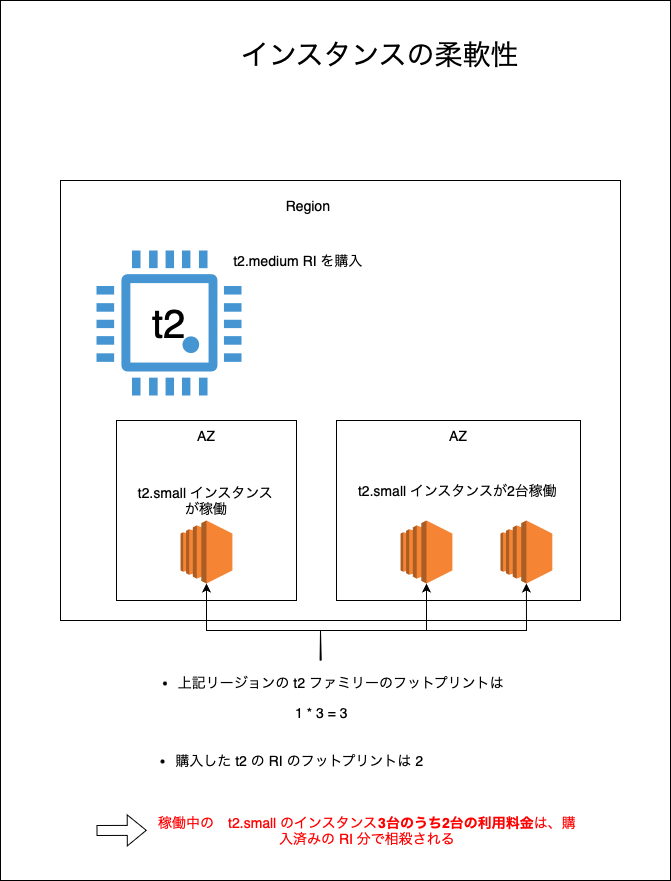 インスタンスの柔軟性
Region
t2.medium RI を購入
t2
AZ
t2.small インスタンス
が稼働
AZ
t2.small インスタンスが2台稼働
• 上記リージョンの t2 ファミリーのフットプリントは
1 * 3 = 3
• 購入した t2 の RI のフットプリントは 2
稼働中の　t2.small のインスタンス3台のうち2台の利用料金は、購
入済みの RI 分で相殺される